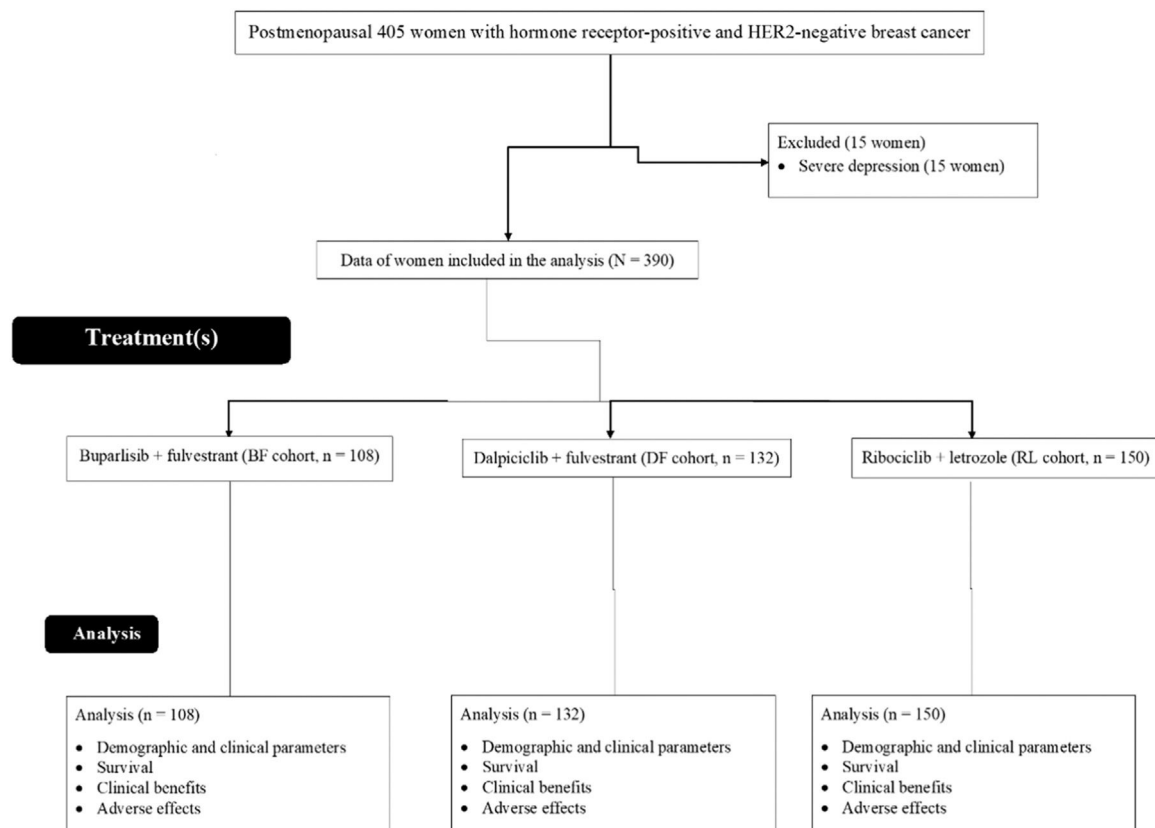 Postmenopausal 405 women with hormone receptor-positive and HER2-negative breast cancer
Excluded (15 women)
• Severe depression (15 women)
Data of women included in the analysis (N = 390)
Treatment(s)
Buparlisib + fulvestrant (BF cohort, n = 108)
Dalpiciclib + fulvestrant (DF cohort, n = 132)
Ribociclib + letrozole (RL cohort, n = 150)
Analysis
Analysis (n = 108)
• Demographic and clinical parameters
• Survival
• Clinical benefits
• Adverse effects
Analysis (n = 132)
• Demographic and clinical parameters
• Survival
• Clinical benefits
• Adverse effects
Analysis (n = 150)
• Demographic and clinical parameters
• Survival
• Clinical benefits
• Adverse effects